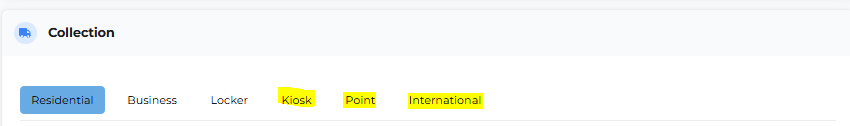 Collection
Residential Business Locker Kiosk Point International